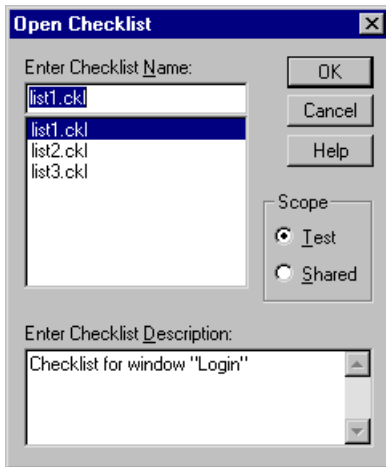 Open Checklist
Enter Checklist Name:
list1.ckl
list1.ckl
list2.ckl
list3.ckl
OK
Cancel
Help
Scope
Test
Shared
Enter Checklist Description:
Checklist for window "Login"